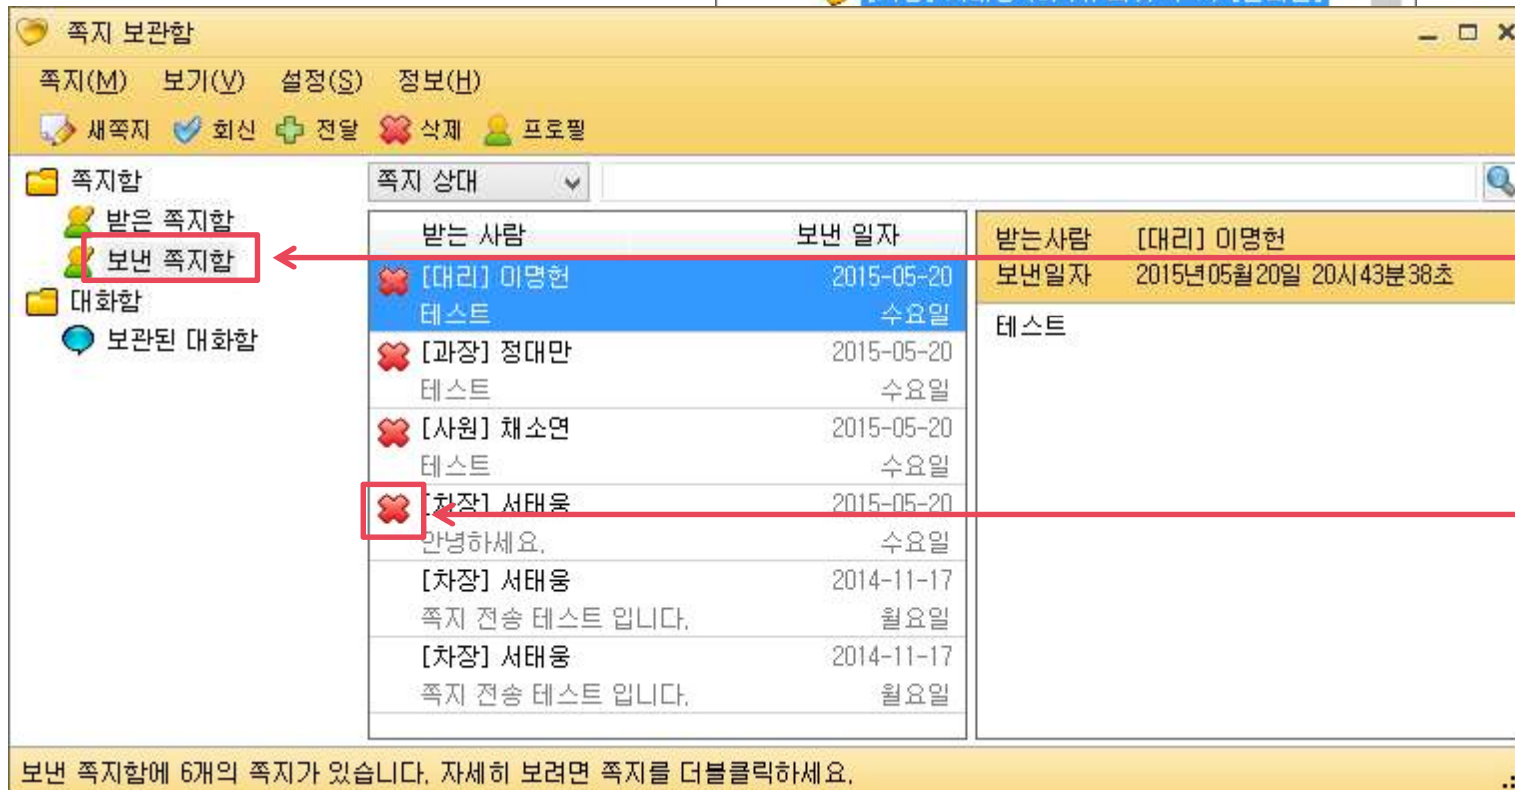 쪽지 보관함
쪽지(M) 보기(V) 설정(S) 정보(H)
새쪽지 회신 전달 삭제 프로필
쪽지함
받은 쪽지함
보낸 쪽지함
대화함
보관된 대화함
쪽지 상대
받는 사람 보낸 일자
[대리] 이명헌 2015-05-20
테스트 수요일
[과장] 정대만 2015-05-20
테스트 수요일
[사원] 채소연 2015-05-20
테스트 수요일
[차장] 서태웅 2015-05-20
안녕하세요. 수요일
[차장] 서태웅 2014-11-17
쪽지 전송 테스트 입니다. 월요일
[차장] 서태웅 2014-11-17
쪽지 전송 테스트 입니다. 월요일
받는사람 [대리] 이명헌
보낸일자 2015년05월20일 20시43분38초
테스트
보낸 쪽지함에 6개의 쪽지가 있습니다. 자세히 보려면 쪽지를 더블클릭하세요.